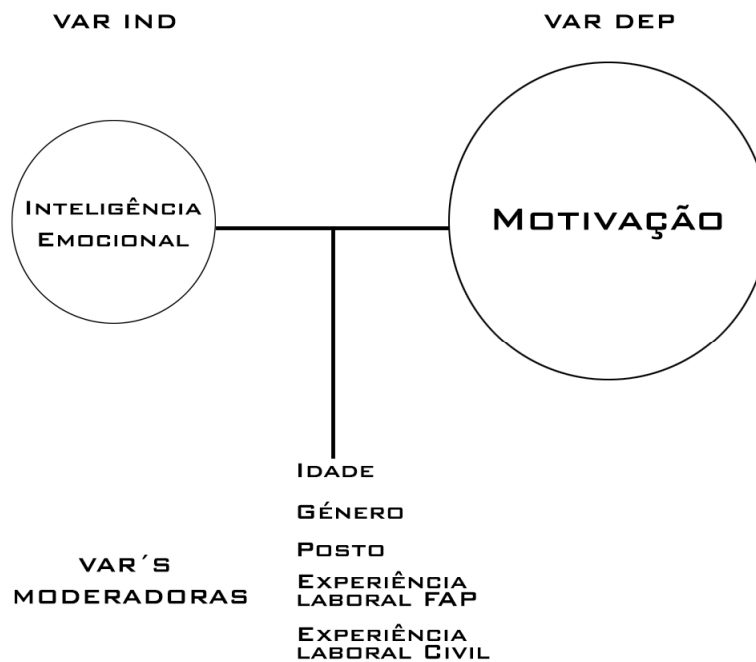 VAR IND
VAR DEP
INTELIGÊNCIA
EMOCIONAL
MOTIVAÇÃO
IDADE
GÉNERO
POSTO
EXPERIÊNCIA
LABORAL FAP
EXPERIÊNCIA
LABORAL CIVIL
VAR´S
MODERADORAS